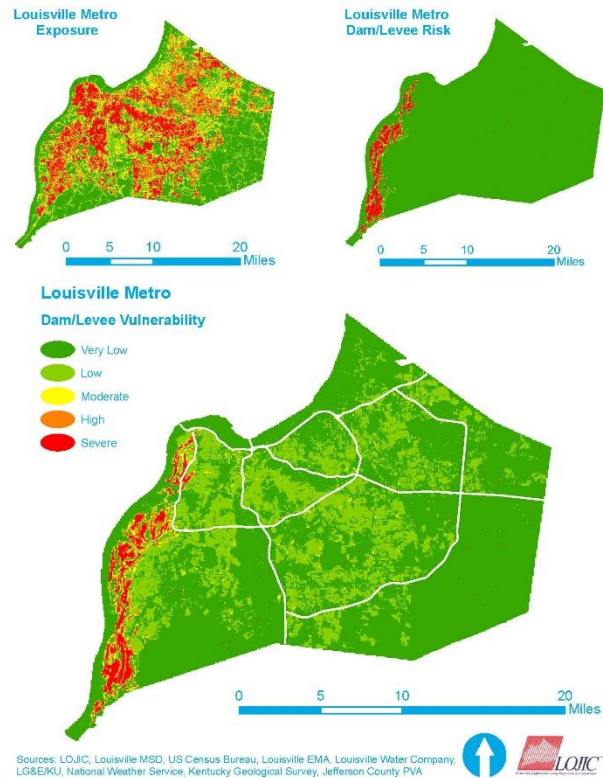 Louisville Metro
Exposure
Louisville Metro
Dam/Levee Risk
0 5 10 20
Miles
0 5 10 20
Miles
Louisville Metro
Dam/Levee Vulnerability
Very Low
Low
Moderate
High
Severe
0 5 10 20
Miles
Sources: LOJIC, Louisville MSD, US Census Bureau, Louisville EMA, Louisville Water Company,
LG&E/KU, National Weather Service, Kentucky Geological Survey, Jefferson County PVA
LOJIC